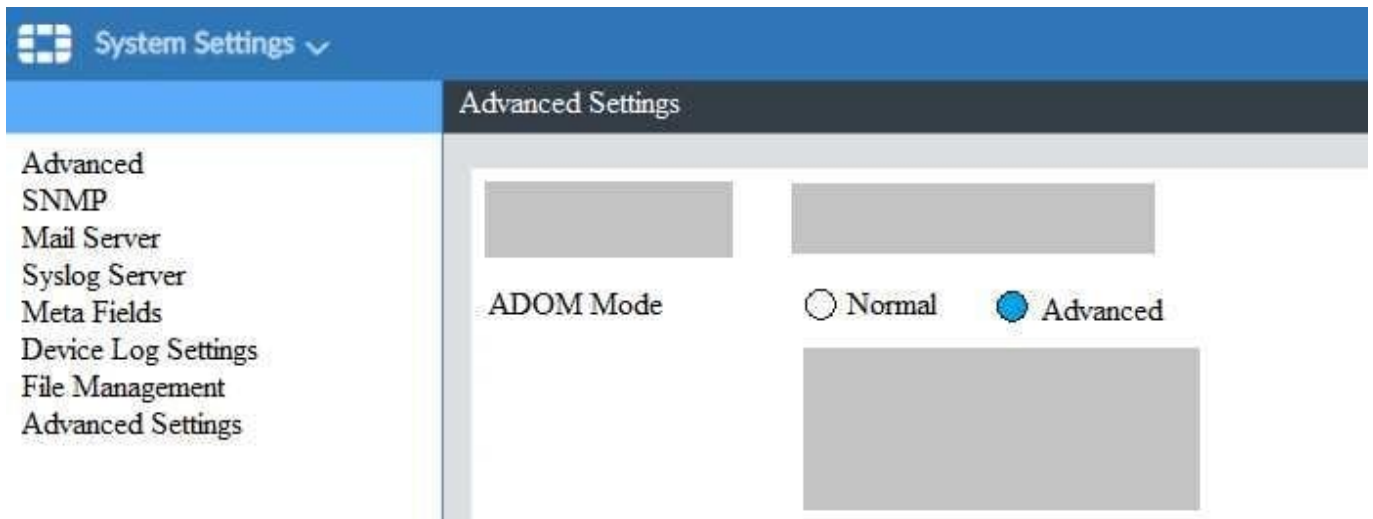 System Settings
Advanced Settings
Advanced
SNMP
Mail Server
Syslog Server
Meta Fields
Device Log Settings
File Management
Advanced Settings
ADOM Mode Normal Advanced